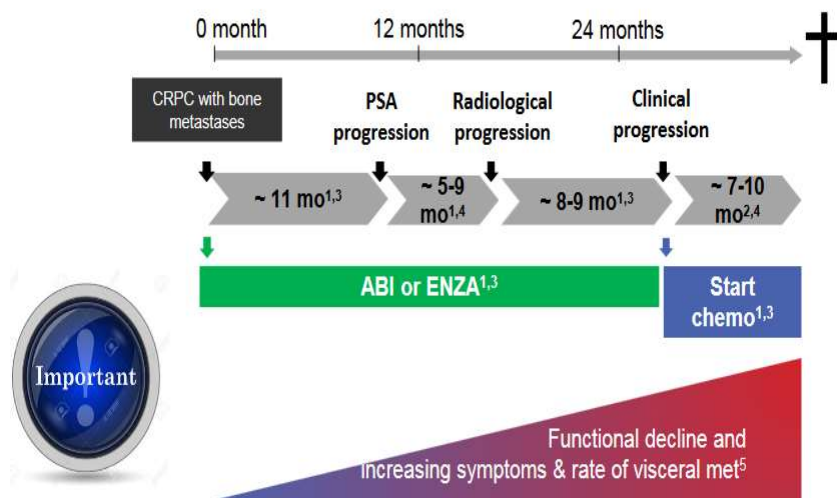 0 month 12 months 24 months
CRPC with bone
metastases
PSA
progression
Radiological
progression
Clinical
progression
~ 11 mo1,3
~ 5-9
mo1,4
~ 8-9 mo1,3
~ 7-10
mo2,4
ABI or ENZA1,3
Start
chemo1,3
Important
Functional decline and
increasing symptoms & rate of visceral met5